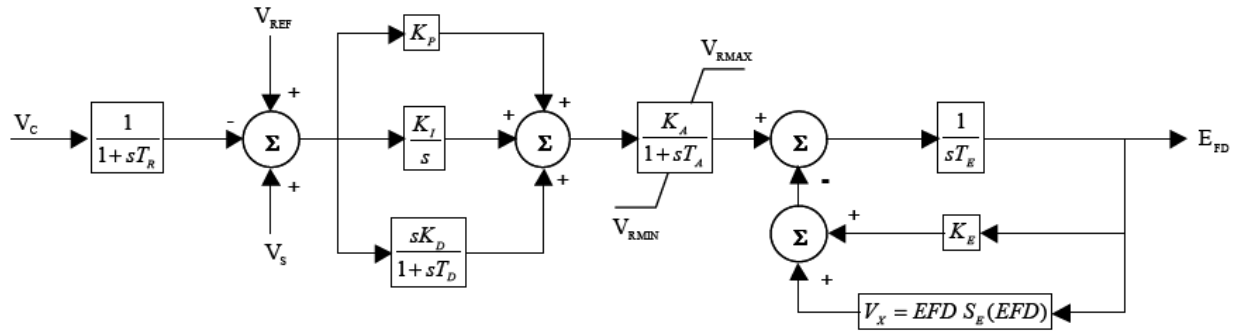 V_REF
K_P
V_RMAX
V_C
1
1+sT_R
-
+
Σ
+
K_I
s
+
+
Σ
+
K_A
1+sT_A
+
Σ
-
1
sT_E
E_FD
V_S
sK_D
1+sT_D
V_RMIN
Σ
+
+
K_E
V_X = EFD S_E(EFD)